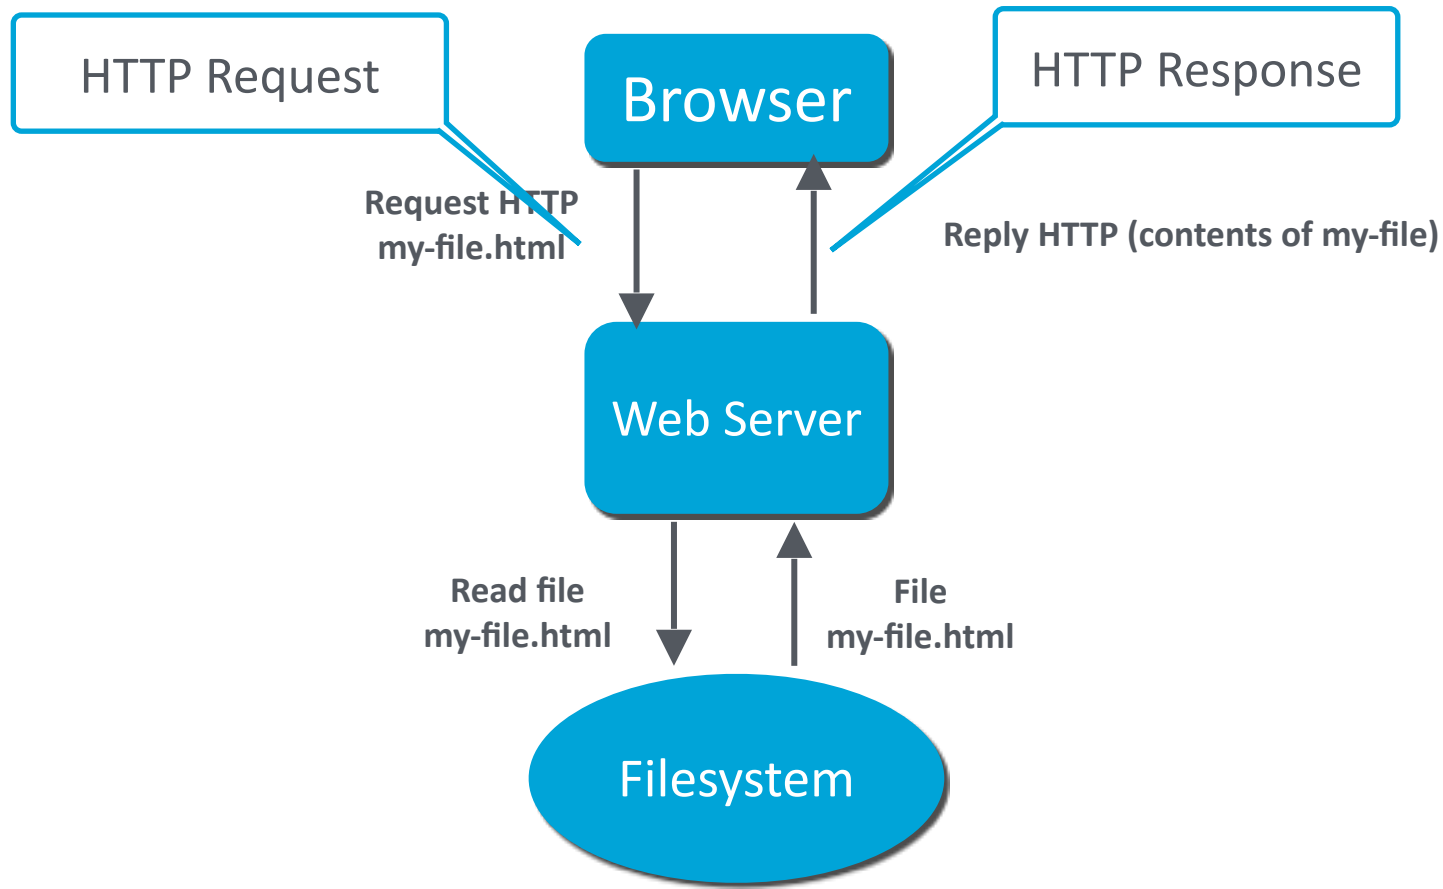 HTTP Request
Browser
HTTP Response
Request HTTP
my-file.html
Reply HTTP (contents of my-file)
Web Server
Read file
my-file.html
File
my-file.html
Filesystem